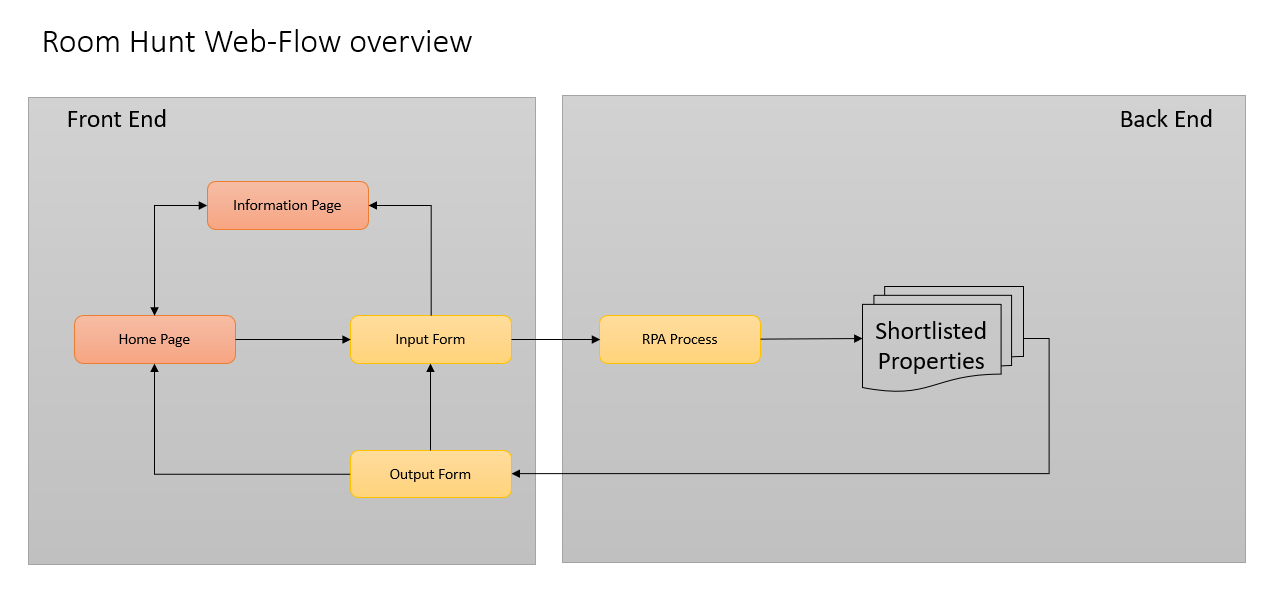 Room Hunt Web-Flow overview
Front End
Back End
Information Page
Home Page
Input Form
RPA Process
Shortlisted
Properties
Output Form